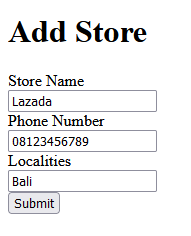 Add Store
Store Name
Lazada
Phone Number
08123456789
Localities
Bali
Submit